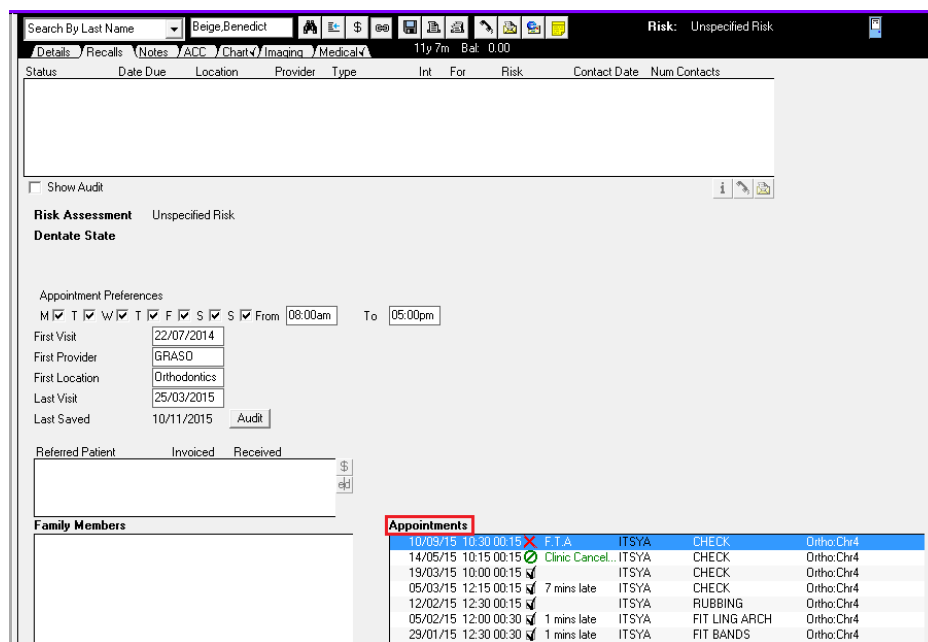 Search By Last Name Beige,Benedict $ Risk: Unspecified Risk
Details Recalls Notes ACC Chart Imaging Medical 11y 7m Bal: 0.00
Status Date Due Location Provider Type Int For Risk Contact Date Num Contacts
Show Audit i
Risk Assessment Unspecified Risk
Dentate State
Appointment Preferences
M T W T F S S From 08:00am To 05:00pm
First Visit 22/07/2014
First Provider GRASO
First Location Orthodontics
Last Visit 25/03/2015
Last Saved 10/11/2015 Audit
Referred Patient Invoiced Received
$
Family Members Appointments
10/09/15 10:30 00:15 F.T.A ITSYA CHECK Ortho:Chr4
14/05/15 10:15 00:15 Clinic Cancel... ITSYA CHECK Ortho:Chr4
19/03/15 10:00 00:15 ITSYA CHECK Ortho:Chr4
05/03/15 12:15 00:15 7 mins late ITSYA CHECK Ortho:Chr4
12/02/15 12:30 00:15 ITSYA RUBBING Ortho:Chr4
05/02/15 12:00 00:30 1 mins late ITSYA FIT LING ARCH Ortho:Chr4
29/01/15 12:30 00:30 1 mins late ITSYA FIT BANDS Ortho:Chr4